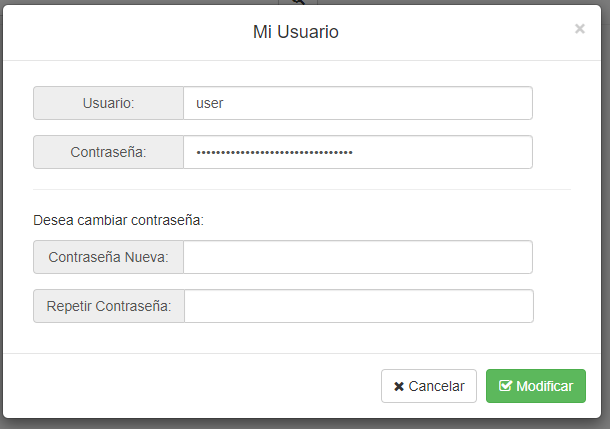 Mi Usuario
×
Usuario: user
Contraseña: ••••••••••••••••••••••••••••••••
Desea cambiar contraseña:
Contraseña Nueva:
Repetir Contraseña:
Cancelar Modificar